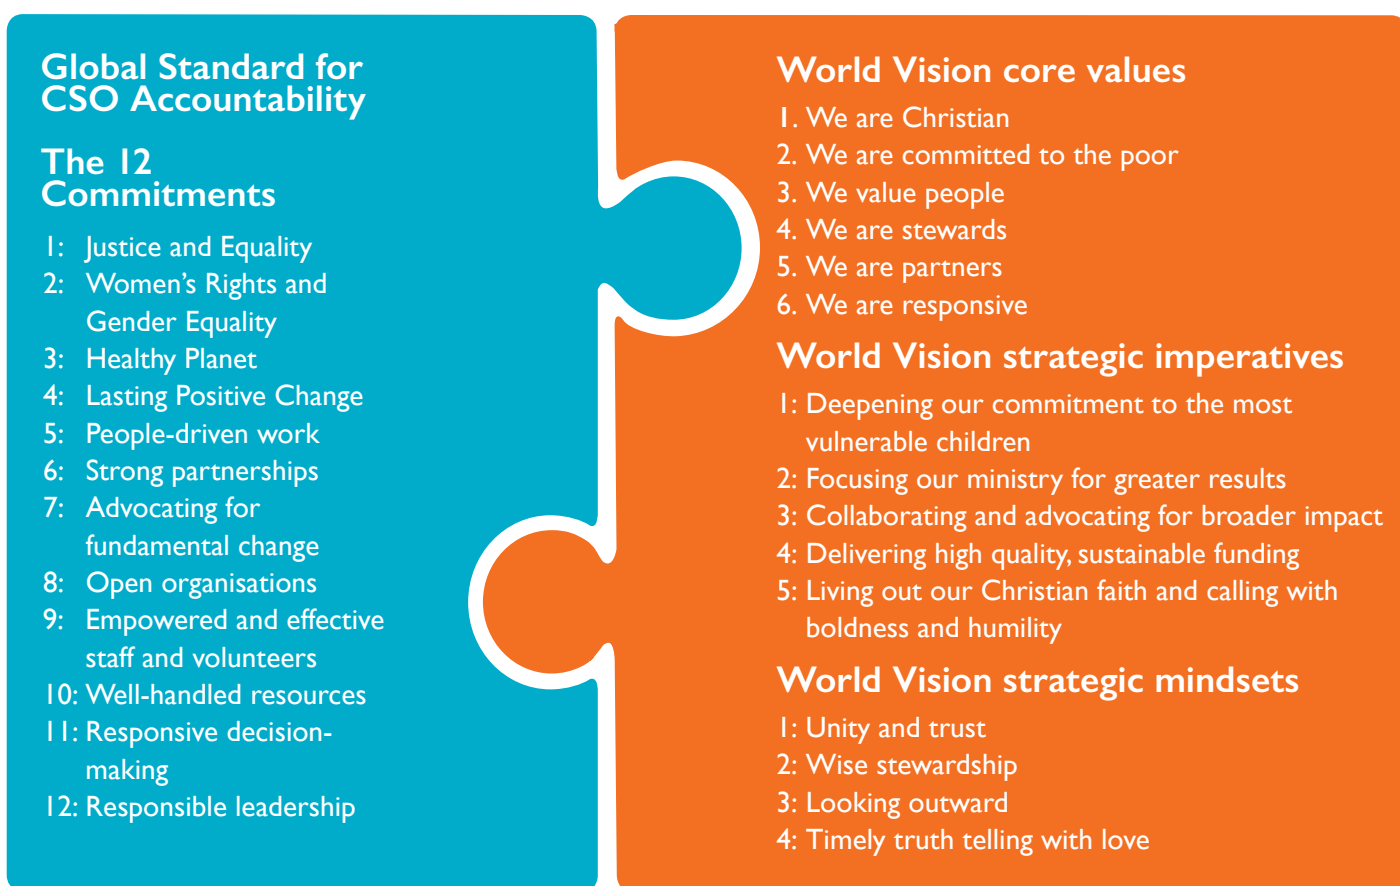 Global Standard for
CSO Accountability
The 12
Commitments
1: Justice and Equality
2: Women’s Rights and
Gender Equality
3: Healthy Planet
4: Lasting Positive Change
5: People-driven work
6: Strong partnerships
7: Advocating for
fundamental change
8: Open organisations
9: Empowered and effective
staff and volunteers
10: Well-handled resources
11: Responsive decision-
making
12: Responsible leadership
World Vision core values
1. We are Christian
2. We are committed to the poor
3. We value people
4. We are stewards
5. We are partners
6. We are responsive
World Vision strategic imperatives
1: Deepening our commitment to the most
vulnerable children
2: Focusing our ministry for greater results
3: Collaborating and advocating for broader impact
4: Delivering high quality, sustainable funding
5: Living out our Christian faith and calling with
boldness and humility
World Vision strategic mindsets
1: Unity and trust
2: Wise stewardship
3: Looking outward
4: Timely truth telling with love